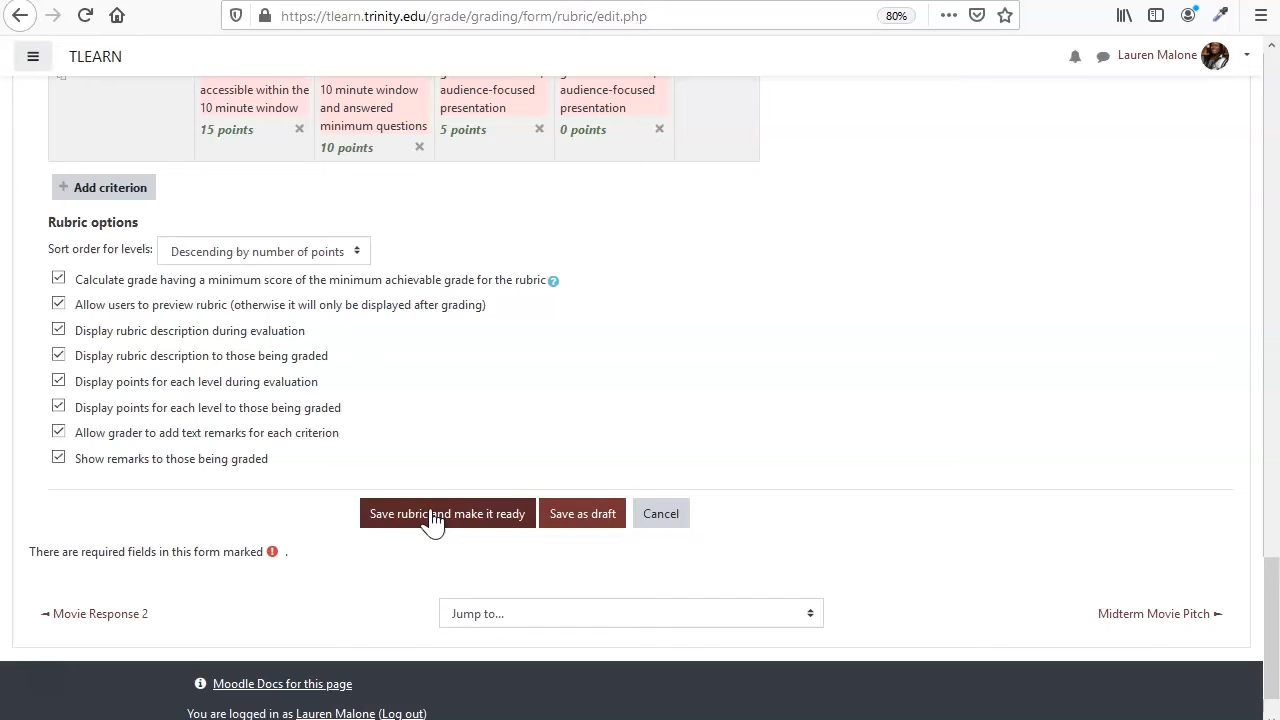 https://tlearn.trinity.edu/grade/grading/form/rubric/edit.php
80%
TLEARN
Lauren Malone
accessible within the
10 minute window
15 points
10 minute window
and answered
minimum questions
10 points
audience-focused
presentation
5 points
audience-focused
presentation
0 points
+ Add criterion
Rubric options
Sort order for levels: Descending by number of points
Calculate grade having a minimum score of the minimum achievable grade for the rubric
Allow users to preview rubric (otherwise it will only be displayed after grading)
Display rubric description during evaluation
Display rubric description to those being graded
Display points for each level during evaluation
Display points for each level to those being graded
Allow grader to add text remarks for each criterion
Show remarks to those being graded
Save rubric and make it ready Save as draft Cancel
There are required fields in this form marked .
◄ Movie Response 2 Jump to... Midterm Movie Pitch ►
Moodle Docs for this page
You are logged in as Lauren Malone (Log out)